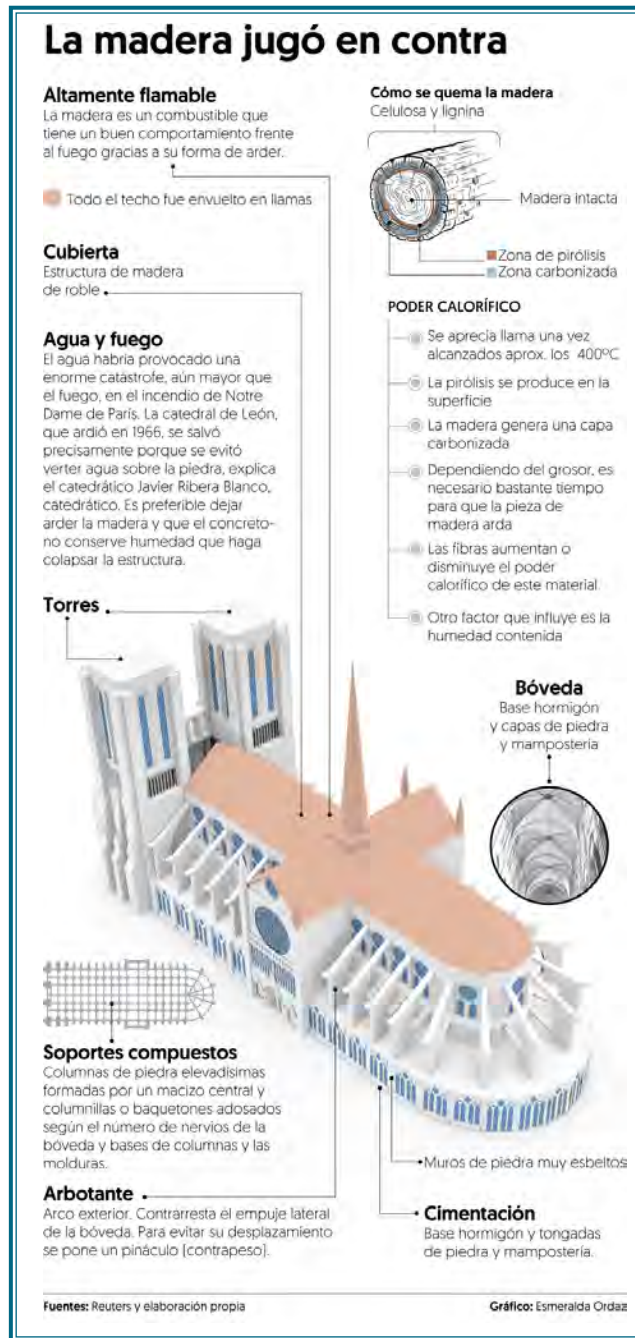 La madera jugó en contra
Altamente flamable
La madera es un combustible que
tiene un buen comportamiento frente
al fuego gracias a su forma de arder.
Todo el techo fue envuelto en llamas
Cubierta
Estructura de madera
de roble
Agua y fuego
El agua habría provocado una
enorme catástrofe, aún mayor que
el fuego, en el incendio de Notre
Dame de París. La catedral de León,
que ardió en 1966, se salvó
precisamente porque se evitó
verter agua sobre la piedra, explica
el catedrático Javier Ribera Blanco,
catedrático. Es preferible dejar
arder la madera y que el concreto-
no conserve humedad que haga
colapsar la estructura.
Cómo se quema la madera
Celulosa y lignina
Madera intacta
Zona de pirólisis
Zona carbonizada
PODER CALORÍFICO
Se aprecia llama una vez
alcanzados aprox. los 400ºC
La pirólisis se produce en la
superficie
La madera genera una capa
carbonizada
Dependiendo del grosor, es
necesario bastante tiempo
para que la pieza de
madera arda
Las fibras aumentan o
disminuye el poder
calorífico de este material.
Otro factor que influye es la
humedad contenida
Torres
Bóveda
Base hormigón
y capas de piedra
y mampostería
Soportes compuestos
Columnas de piedra elevadísimas
formadas por un macizo central y
columnillas o baquetones adosados
según el número de nervios de la
bóveda y bases de columnas y las
molduras.
Arbotante
Arco exterior. Contrarresta el empuje lateral
de la bóveda. Para evitar su desplazamiento
se pone un pináculo (contrapeso).
Muros de piedra muy esbeltos
Cimentación
Base hormigón y tongadas
de piedra y mampostería.
Fuentes: Reuters y elaboración propia
Gráfico: Esmeralda Ordaz